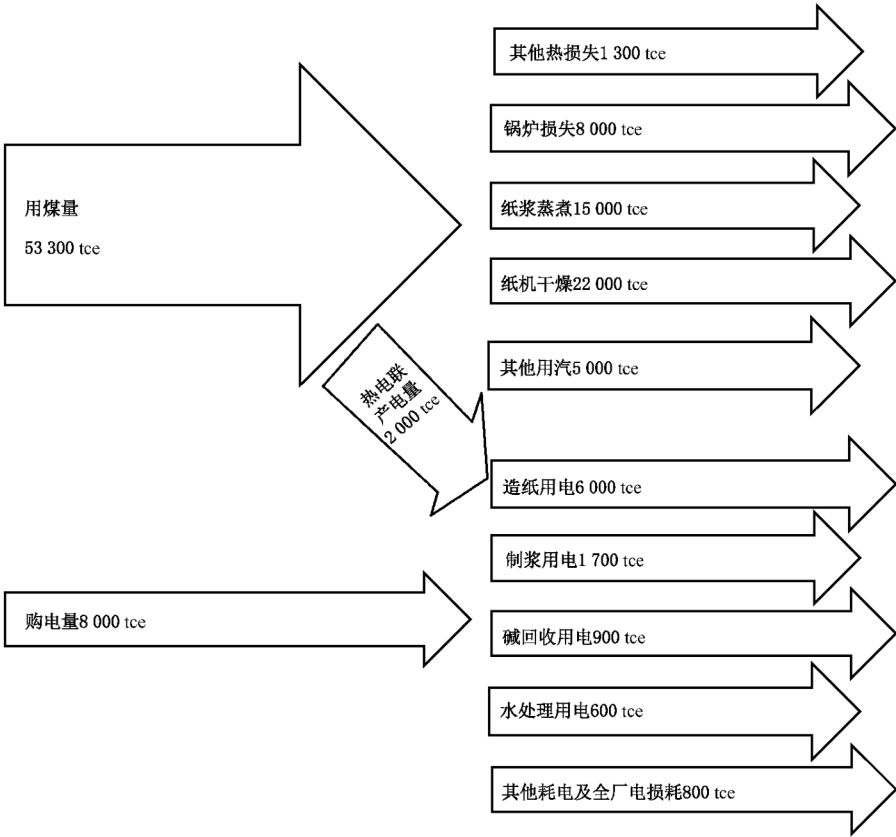 其他热损失1 300 tce
锅炉损失8 000 tce
用煤量
53 300 tce
纸浆蒸煮15 000 tce
纸机干燥22 000 tce
其他用汽5 000 tce
热电联
产电量
2 000 tce
造纸用电6 000 tce
制浆用电1 700 tce
购电量8 000 tce
碱回收用电900 tce
水处理用电600 tce
其他耗电及全厂电损耗800 tce